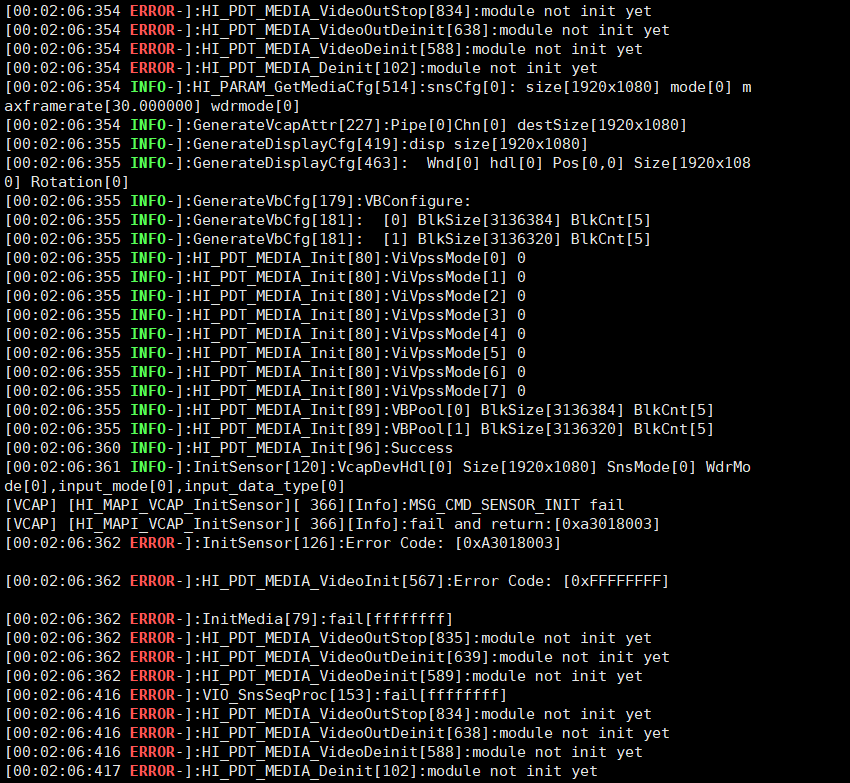 [00:02:06:354 ERROR-]:HI_PDT_MEDIA_VideoOutStop[834]:module not init yet
[00:02:06:354 ERROR-]:HI_PDT_MEDIA_VideoOutDeinit[638]:module not init yet
[00:02:06:354 ERROR-]:HI_PDT_MEDIA_VideoDeinit[588]:module not init yet
[00:02:06:354 ERROR-]:HI_PDT_MEDIA_Deinit[102]:module not init yet
[00:02:06:354 INFO-]:HI_PARAM_GetMediaCfg[514]:snsCfg[0]: size[1920x1080] mode[0] m
axframerate[30.000000] wdrmode[0]
[00:02:06:354 INFO-]:GenerateVcapAttr[227]:Pipe[0]Chn[0] destSize[1920x1080]
[00:02:06:355 INFO-]:GenerateDisplayCfg[419]:disp size[1920x1080]
[00:02:06:355 INFO-]:GenerateDisplayCfg[463]:  Wnd[0] hdl[0] Pos[0,0] Size[1920x108
0] Rotation[0]
[00:02:06:355 INFO-]:GenerateVbCfg[179]:VBConfigure:
[00:02:06:355 INFO-]:GenerateVbCfg[181]:  [0] BlkSize[3136384] BlkCnt[5]
[00:02:06:355 INFO-]:GenerateVbCfg[181]:  [1] BlkSize[3136320] BlkCnt[5]
[00:02:06:355 INFO-]:HI_PDT_MEDIA_Init[80]:ViVpssMode[0] 0
[00:02:06:355 INFO-]:HI_PDT_MEDIA_Init[80]:ViVpssMode[1] 0
[00:02:06:355 INFO-]:HI_PDT_MEDIA_Init[80]:ViVpssMode[2] 0
[00:02:06:355 INFO-]:HI_PDT_MEDIA_Init[80]:ViVpssMode[3] 0
[00:02:06:355 INFO-]:HI_PDT_MEDIA_Init[80]:ViVpssMode[4] 0
[00:02:06:355 INFO-]:HI_PDT_MEDIA_Init[80]:ViVpssMode[5] 0
[00:02:06:355 INFO-]:HI_PDT_MEDIA_Init[80]:ViVpssMode[6] 0
[00:02:06:355 INFO-]:HI_PDT_MEDIA_Init[80]:ViVpssMode[7] 0
[00:02:06:355 INFO-]:HI_PDT_MEDIA_Init[89]:VBPool[0] BlkSize[3136384] BlkCnt[5]
[00:02:06:355 INFO-]:HI_PDT_MEDIA_Init[89]:VBPool[1] BlkSize[3136320] BlkCnt[5]
[00:02:06:360 INFO-]:HI_PDT_MEDIA_Init[96]:Success
[00:02:06:361 INFO-]:InitSensor[120]:VcapDevHdl[0] Size[1920x1080] SnsMode[0] WdrMo
de[0],input_mode[0],input_data_type[0]
[VCAP] [HI_MAPI_VCAP_InitSensor][ 366][Info]:MSG_CMD_SENSOR_INIT fail
[VCAP] [HI_MAPI_VCAP_InitSensor][ 366][Info]:fail and return:[0xa3018003]
[00:02:06:362 ERROR-]:InitSensor[126]:Error Code: [0xA3018003]
[00:02:06:362 ERROR-]:HI_PDT_MEDIA_VideoInit[567]:Error Code: [0xFFFFFFFF]
[00:02:06:362 ERROR-]:InitMedia[79]:fail[ffffffff]
[00:02:06:362 ERROR-]:HI_PDT_MEDIA_VideoOutStop[835]:module not init yet
[00:02:06:362 ERROR-]:HI_PDT_MEDIA_VideoOutDeinit[639]:module not init yet
[00:02:06:362 ERROR-]:HI_PDT_MEDIA_VideoDeinit[589]:module not init yet
[00:02:06:416 ERROR-]:VIO_SnsSeqProc[153]:fail[ffffffff]
[00:02:06:416 ERROR-]:HI_PDT_MEDIA_VideoOutStop[834]:module not init yet
[00:02:06:416 ERROR-]:HI_PDT_MEDIA_VideoOutDeinit[638]:module not init yet
[00:02:06:416 ERROR-]:HI_PDT_MEDIA_VideoDeinit[588]:module not init yet
[00:02:06:417 ERROR-]:HI_PDT_MEDIA_Deinit[102]:module not init yet